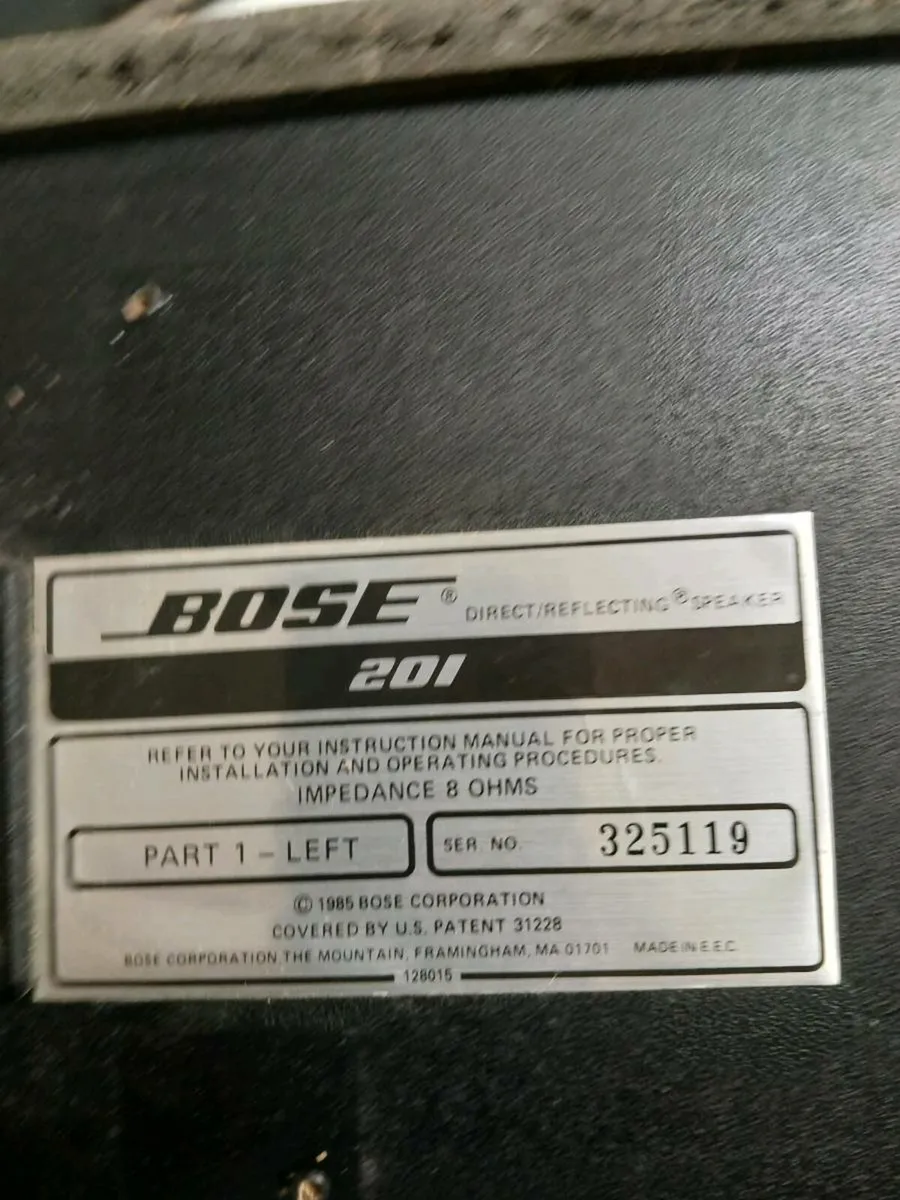 BOSE® DIRECT/REFLECTING® SPEAKER
201
REFER TO YOUR INSTRUCTION MANUAL FOR PROPER
INSTALLATION AND OPERATING PROCEDURES.
IMPEDANCE 8 OHMS
PART 1 - LEFT
SER. NO. 325119
© 1985 BOSE CORPORATION
COVERED BY U.S. PATENT 31228
BOSE CORPORATION, THE MOUNTAIN, FRAMINGHAM, MA 01701 MADE IN E.E.C.
128015